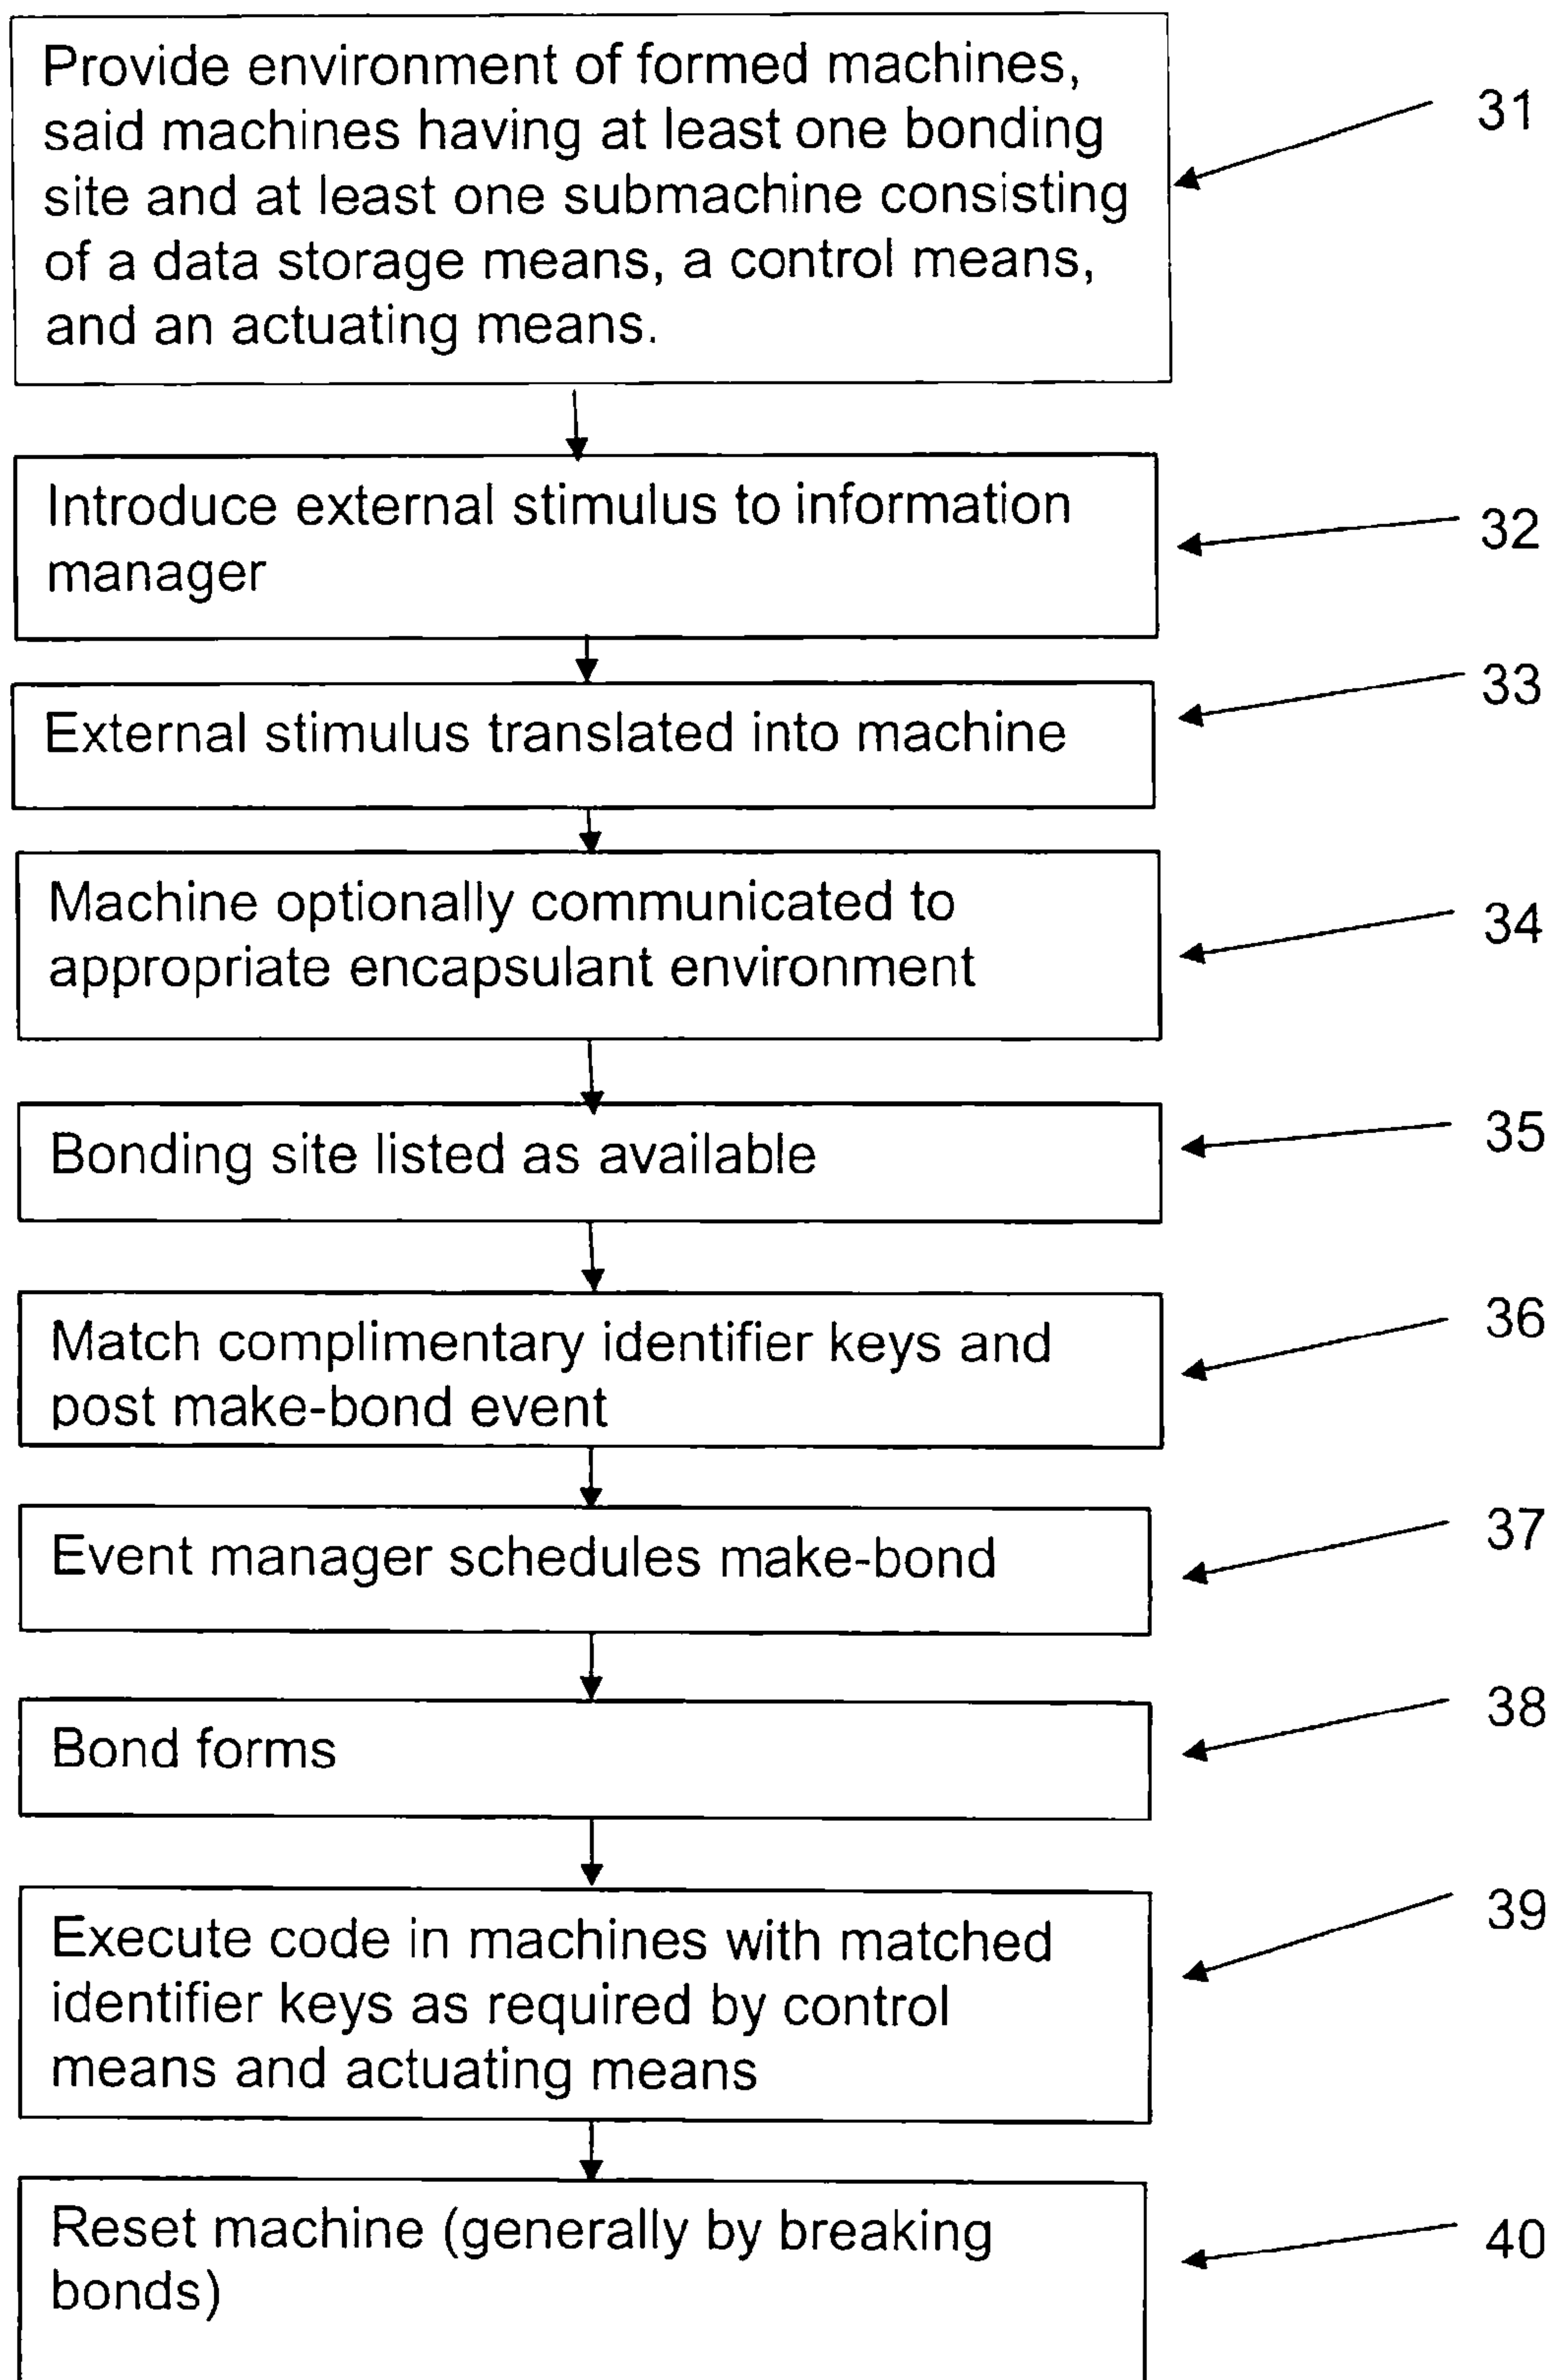 Provide environment of formed machines,
said machines having at least one bonding
site and at least one submachine consisting
of a data storage means, a control means,
and an actuating means.
31
Introduce external stimulus to information
manager
32
External stimulus translated into machine
33
Machine optionally communicated to
appropriate encapsulant environment
34
Bonding site listed as available
35
Match complimentary identifier keys and
post make-bond event
36
Event manager schedules make-bond
37
Bond forms
38
Execute code in machines with matched
identifier keys as required by control
means and actuating means
39
Reset machine (generally by breaking
bonds)
40